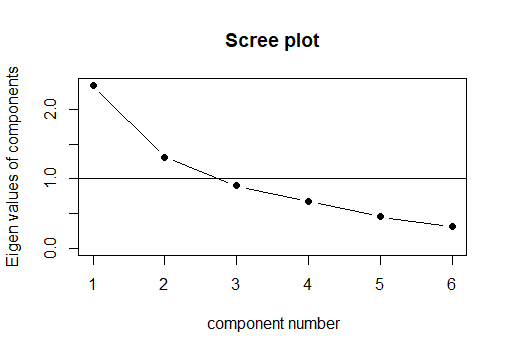 Scree plot
Eigen values of components
2.0
1.0
0.0
1 2 3 4 5 6
component number